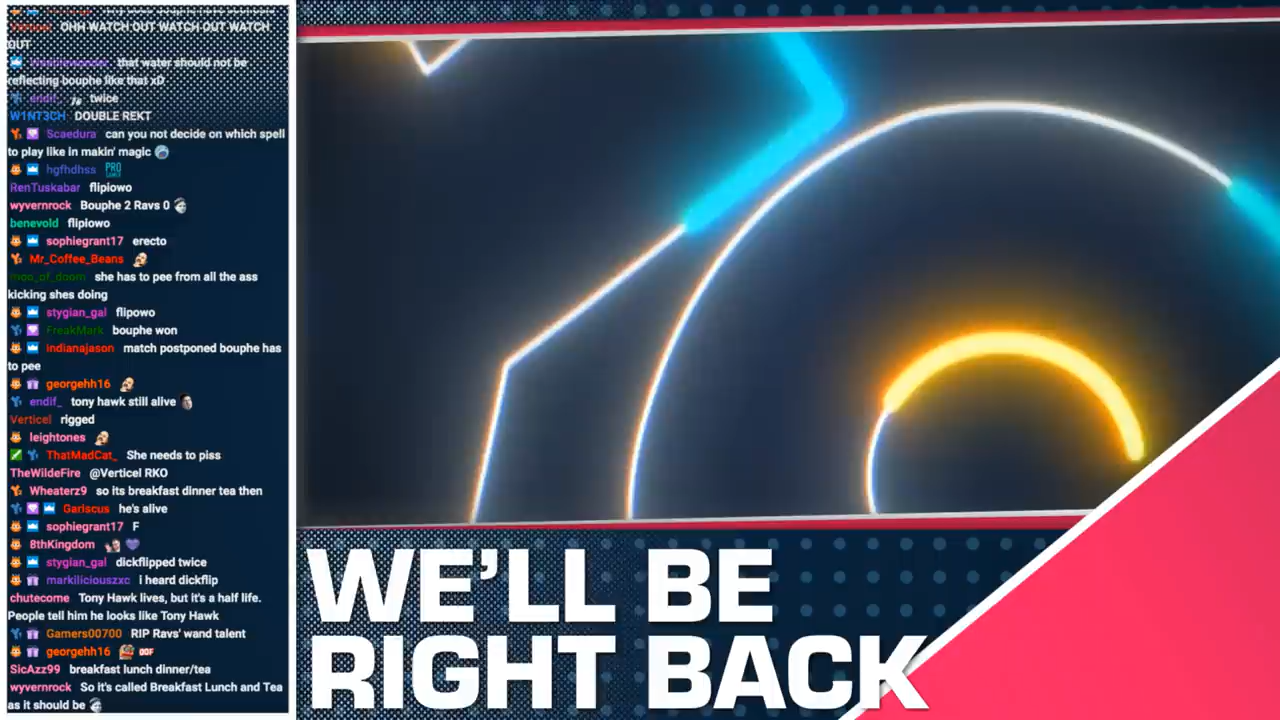 OHH WATCH OUT WATCH OUT WATCH
OUT
that water should not be
reflecting bouphe like that xD
endif_ twice
W1NT3CH DOUBLE REKT
Scaedura can you not decide on which spell
to play like in makin' magic
hgfhdhss PRO
RenTuskabar flipiowo
wyvernrock Bouphe 2 Ravs 0
benevold flipiowo
sophiegrant17 erecto
Mr_Coffee_Beans
she has to pee from all the ass
kicking shes doing
stygian_gal flipowo
FreakMark bouphe won
indianajason match postponed bouphe has
to pee
georgehh16
endif_ tony hawk still alive
Verticel rigged
leightones
ThatMadCat_ She needs to piss
TheWildeFire @Verticel RKO
Wheaterz9 so its breakfast dinner tea then
Gariscus he's alive
sophiegrant17 F
8thKingdom
stygian_gal dickflipped twice
markiliciouszxc i heard dickflip
chutecome Tony Hawk lives, but it's a half life.
People tell him he looks like Tony Hawk
Gamers00700 RIP Ravs' wand talent
georgehh16 OOF
SicAzz99 breakfast lunch dinner/tea
wyvernrock So it's called Breakfast Lunch and Tea
as it should be
WE'LL BE
RIGHT BACK